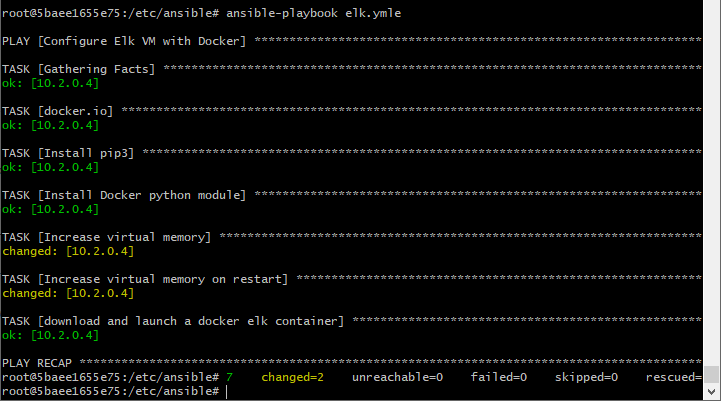 root@5baee1655e75:/etc/ansible# ansible-playbook elk.ymle
PLAY [Configure Elk VM with Docker] ****************************************************************
TASK [Gathering Facts] *****************************************************************************
ok: [10.2.0.4]
TASK [docker.io] ***********************************************************************************
ok: [10.2.0.4]
TASK [Install pip3] ********************************************************************************
ok: [10.2.0.4]
TASK [Install Docker python module] ****************************************************************
ok: [10.2.0.4]
TASK [Increase virtual memory] *********************************************************************
changed: [10.2.0.4]
TASK [Increase virtual memory on restart] **********************************************************
changed: [10.2.0.4]
TASK [download and launch a docker elk container] **************************************************
ok: [10.2.0.4]
PLAY RECAP *****************************************************************************************
root@5baee1655e75:/etc/ansible# 7    changed=2    unreachable=0    failed=0    skipped=0    rescued=
root@5baee1655e75:/etc/ansible#